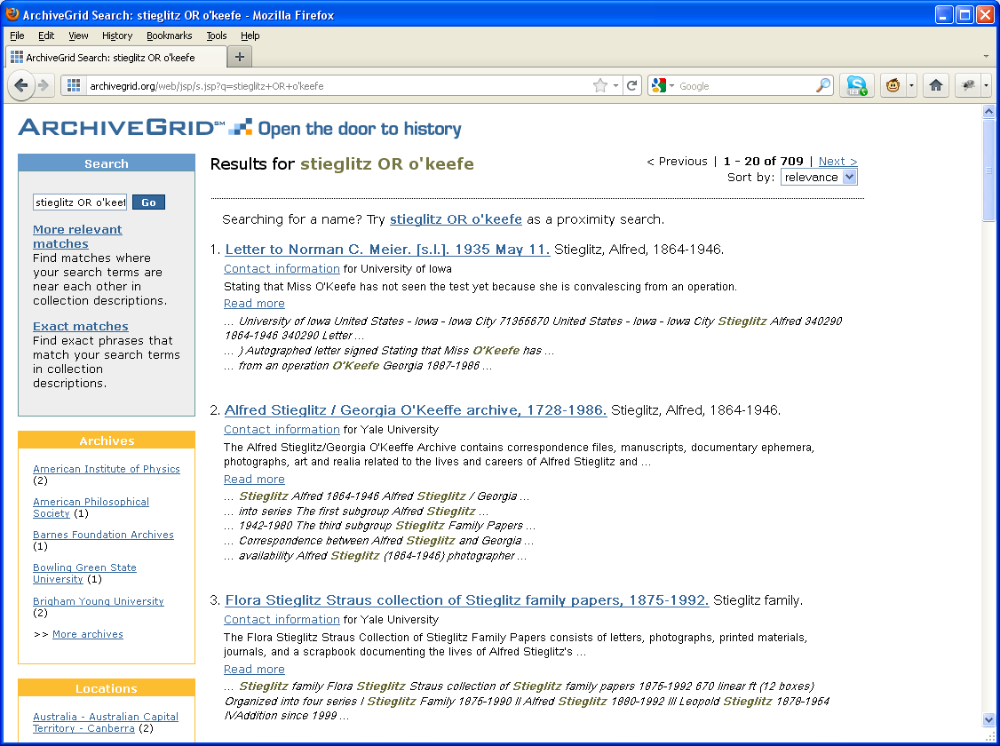 ArchiveGrid Search: stieglitz OR o'keefe - Mozilla Firefox
File Edit View History Bookmarks Tools Help
ArchiveGrid Search: stieglitz OR o'keefe
archivegrid.org/web/jsp/s.jsp?q=stieglitz+OR+o'keefe
Google
ARCHIVEGRID SM Open the door to history
Search
stieglitz OR o'keef
Go
More relevant
matches
Find matches where
your search terms are
near each other in
collection descriptions.
Exact matches
Find exact phrases that
match your search terms
in collection
descriptions.
Archives
American Institute of Physics
(2)
American Philosophical
Society (1)
Barnes Foundation Archives
(1)
Bowling Green State
University (1)
Brigham Young University
(2)
>> More archives
Locations
Australia - Australian Capital
Territory - Canberra (2)
Results for stieglitz OR o'keefe
< Previous | 1 - 20 of 709 | Next >
Sort by: relevance
Searching for a name? Try stieglitz OR o'keefe as a proximity search.
1. Letter to Norman C. Meier. [s.l.]. 1935 May 11. Stieglitz, Alfred, 1864-1946.
Contact information for University of Iowa
Stating that Miss O'Keefe has not seen the test yet because she is convalescing from an operation.
Read more
... University of Iowa United States - Iowa - Iowa City 71355670 United States - Iowa - Iowa City Stieglitz Alfred 340290
1864-1946 340290 Letter ...
... ) Autographed letter signed Stating that Miss O'Keefe has ...
... from an operation O'Keefe Georgia 1887-1986 ...
2. Alfred Stieglitz / Georgia O'Keeffe archive, 1728-1986. Stieglitz, Alfred, 1864-1946.
Contact information for Yale University
The Alfred Stieglitz/Georgia O'Keeffe Archive contains correspondence files, manuscripts, documentary ephemera,
photographs, art and realia related to the lives and careers of Alfred Stieglitz and ...
Read more
... Stieglitz Alfred 1864-1946 Alfred Stieglitz / Georgia ...
... into series The first subgroup Alfred Stieglitz ...
... 1942-1980 The third subgroup Stieglitz Family Papers ...
... Correspondence between Alfred Stieglitz and Georgia ...
... availability Alfred Stieglitz (1864-1946) photographer ...
3. Flora Stieglitz Straus collection of Stieglitz family papers, 1875-1992. Stieglitz family.
Contact information for Yale University
The Flora Stieglitz Straus Collection of Stieglitz Family Papers consists of letters, photographs, printed materials,
journals, and a scrapbook documenting the lives of Alfred Stieglitz's ...
Read more
... Stieglitz family Flora Stieglitz Straus collection of Stieglitz family papers 1875-1992 670 linear ft (12 boxes)
Organized into four series I Stieglitz Family 1875-1990 II Alfred Stieglitz 1880-1992 III Leopold Stieglitz 1878-1954
IVAddition since 1999 ...